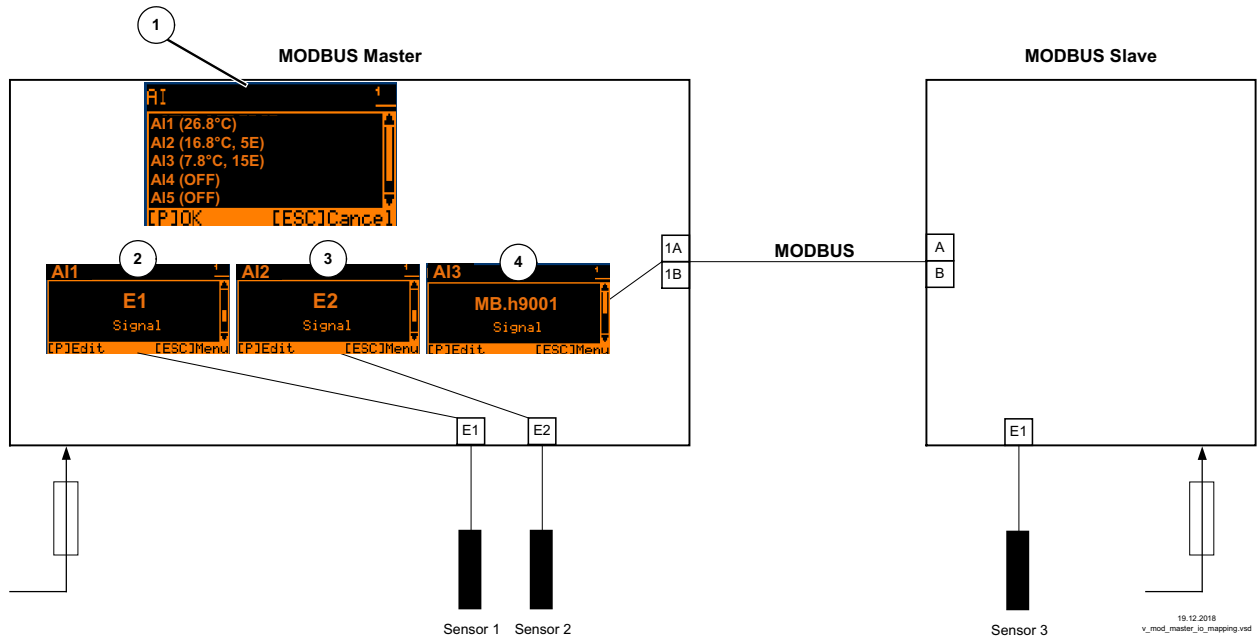 1
MODBUS Master
MODBUS Slave
AI 1
AI1 (26.8°C)
AI2 (16.8°C, 5E)
AI3 (7.8°C, 15E)
AI4 (OFF)
AI5 (OFF)
[P]OK [ESC]Cancel
2
3
4
AI1 1
E1
Signal
[P]Edit [ESC]Menu
AI2 1
E2
Signal
[P]Edit [ESC]Menu
AI3 1
MB.h9001
Signal
[P]Edit [ESC]Menu
1A
1B
MODBUS
A
B
E1
E2
E1
Sensor 1
Sensor 2
Sensor 3
19.12.2018
v_mod_master_io_mapping.vsd